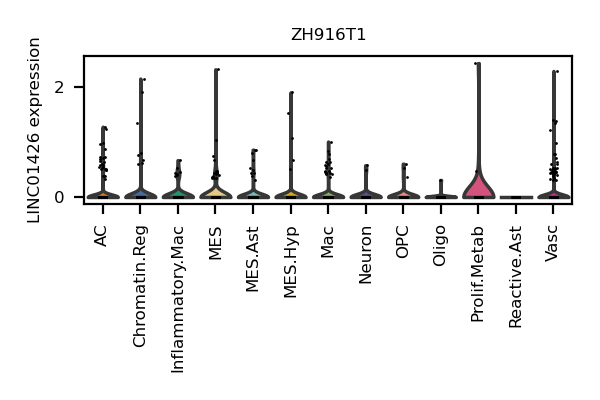 ZH916T1
LINC01426 expression
2
0
AC
Chromatin.Reg
Inflammatory.Mac
MES
MES.Ast
MES.Hyp
Mac
Neuron
OPC
Oligo
Prolif.Metab
Reactive.Ast
Vasc